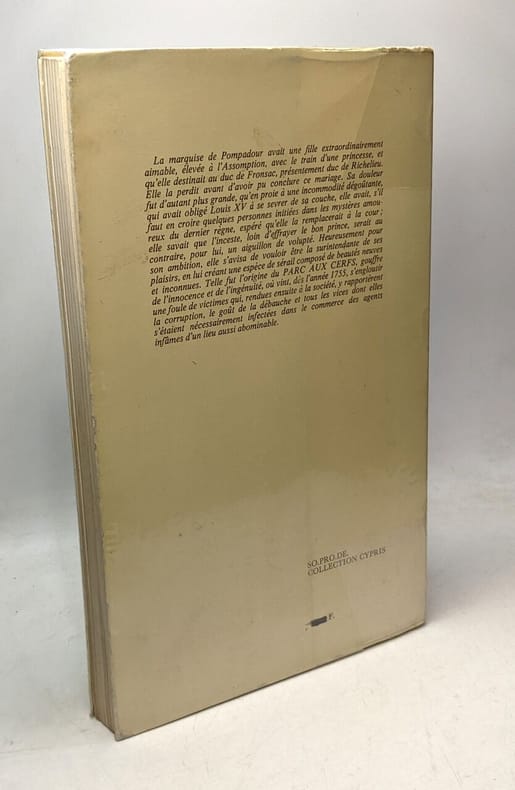 La marquise de Pompadour avait une fille extraordinairement
aimable, élevée à l'Assomption, avec le train d'une princesse, et
qu'elle destinait au duc de Fronsac, présentement duc de Richelieu.
Elle la perdit avant d'avoir pu conclure ce mariage. Sa douleur
fut d'autant plus grande, qu'en proie à une incommodité dégoûtante,
qui avait obligé Louis XV à se sevrer de sa couche, elle avait, s'il
faut en croire quelques personnes initiées dans les mystères amou-
reux du dernier règne, espéré qu'elle la remplacerait à la cour ;
elle savait que l'inceste, loin d'effrayer le bon prince, serait au
contraire, pour lui, un aiguillon de volupté. Heureusement pour
son ambition, elle s'avisa de vouloir être la surintendante de ses
plaisirs, en lui créant une espèce de sérail composé de beautés neuves
et inconnues. Telle fut l'origine du PARC AUX CERFS, gouffre
de l'innocence et de l'ingénuité, où vint, dès l'année 1755, s'engloutir
une foule de victimes qui, rendues ensuite à la société, y rapportèrent
la corruption, le goût de la débauche et tous les vices dont elles
s'étaient nécessairement infectées dans le commerce des agents
infâmes d'un lieu aussi abominable.
SO.PRO.DE.
COLLECTION CYPRIS
F.